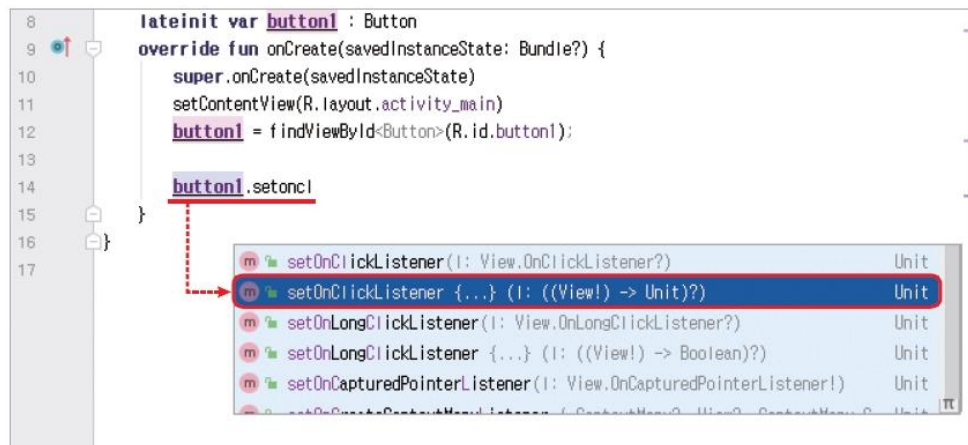 8 lateinit var button1 : Button
9 override fun onCreate(savedInstanceState: Bundle?) {
10 super.onCreate(savedInstanceState)
11 setContentView(R.layout.activity_main)
12 button1 = findViewById<Button>(R.id.button1);
13
14 button1.setoncl
15 }
16 }
17
m setOnClickListener(l: View.OnClickListener?) Unit
m setOnClickListener {...} (l: ((View!) -> Unit)?) Unit
m setOnLongClickListener(l: View.OnLongClickListener?) Unit
m setOnLongClickListener {...} (l: ((View!) -> Boolean)?) Unit
m setOnCapturedPointerListener(l: View.OnCapturedPointerListener!) Unit
π